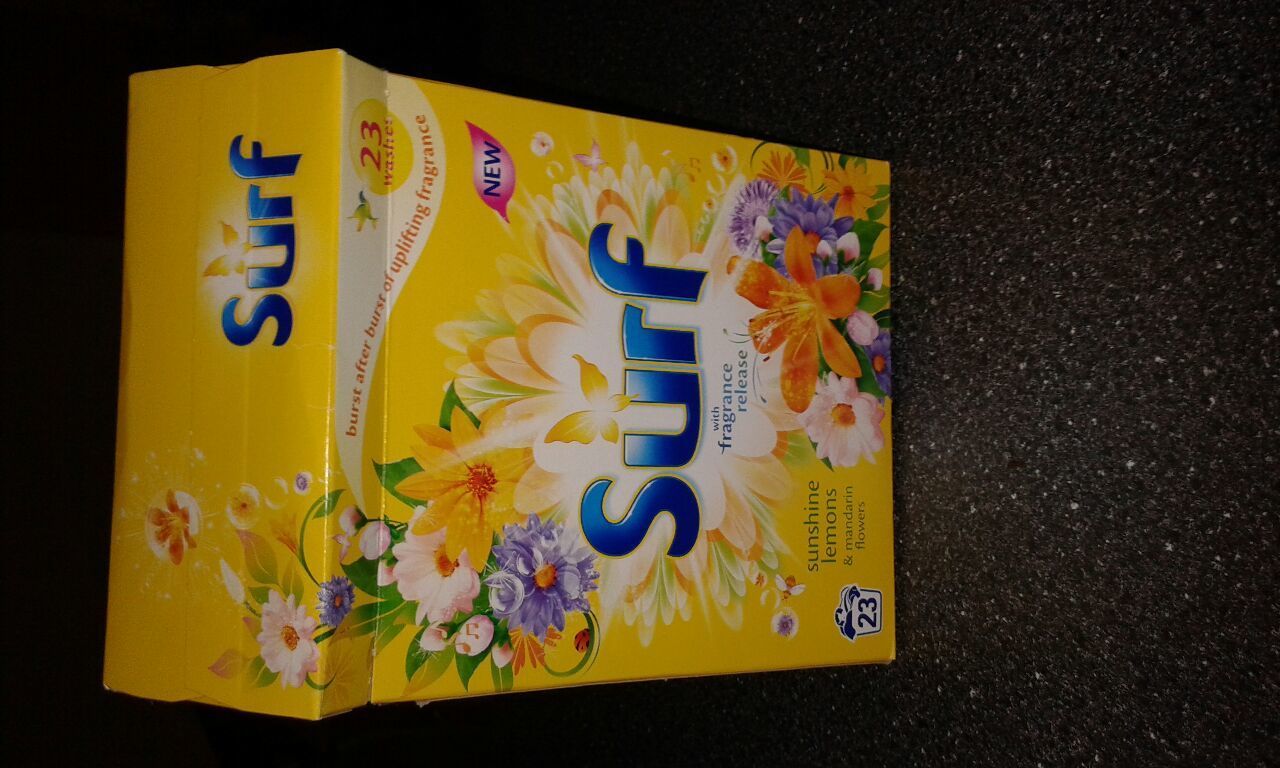 Surf
23
washes
burst after burst of uplifting fragrance
NEW
Surf
with
fragrance
release
sunshine
lemons
& mandarin
flowers
23